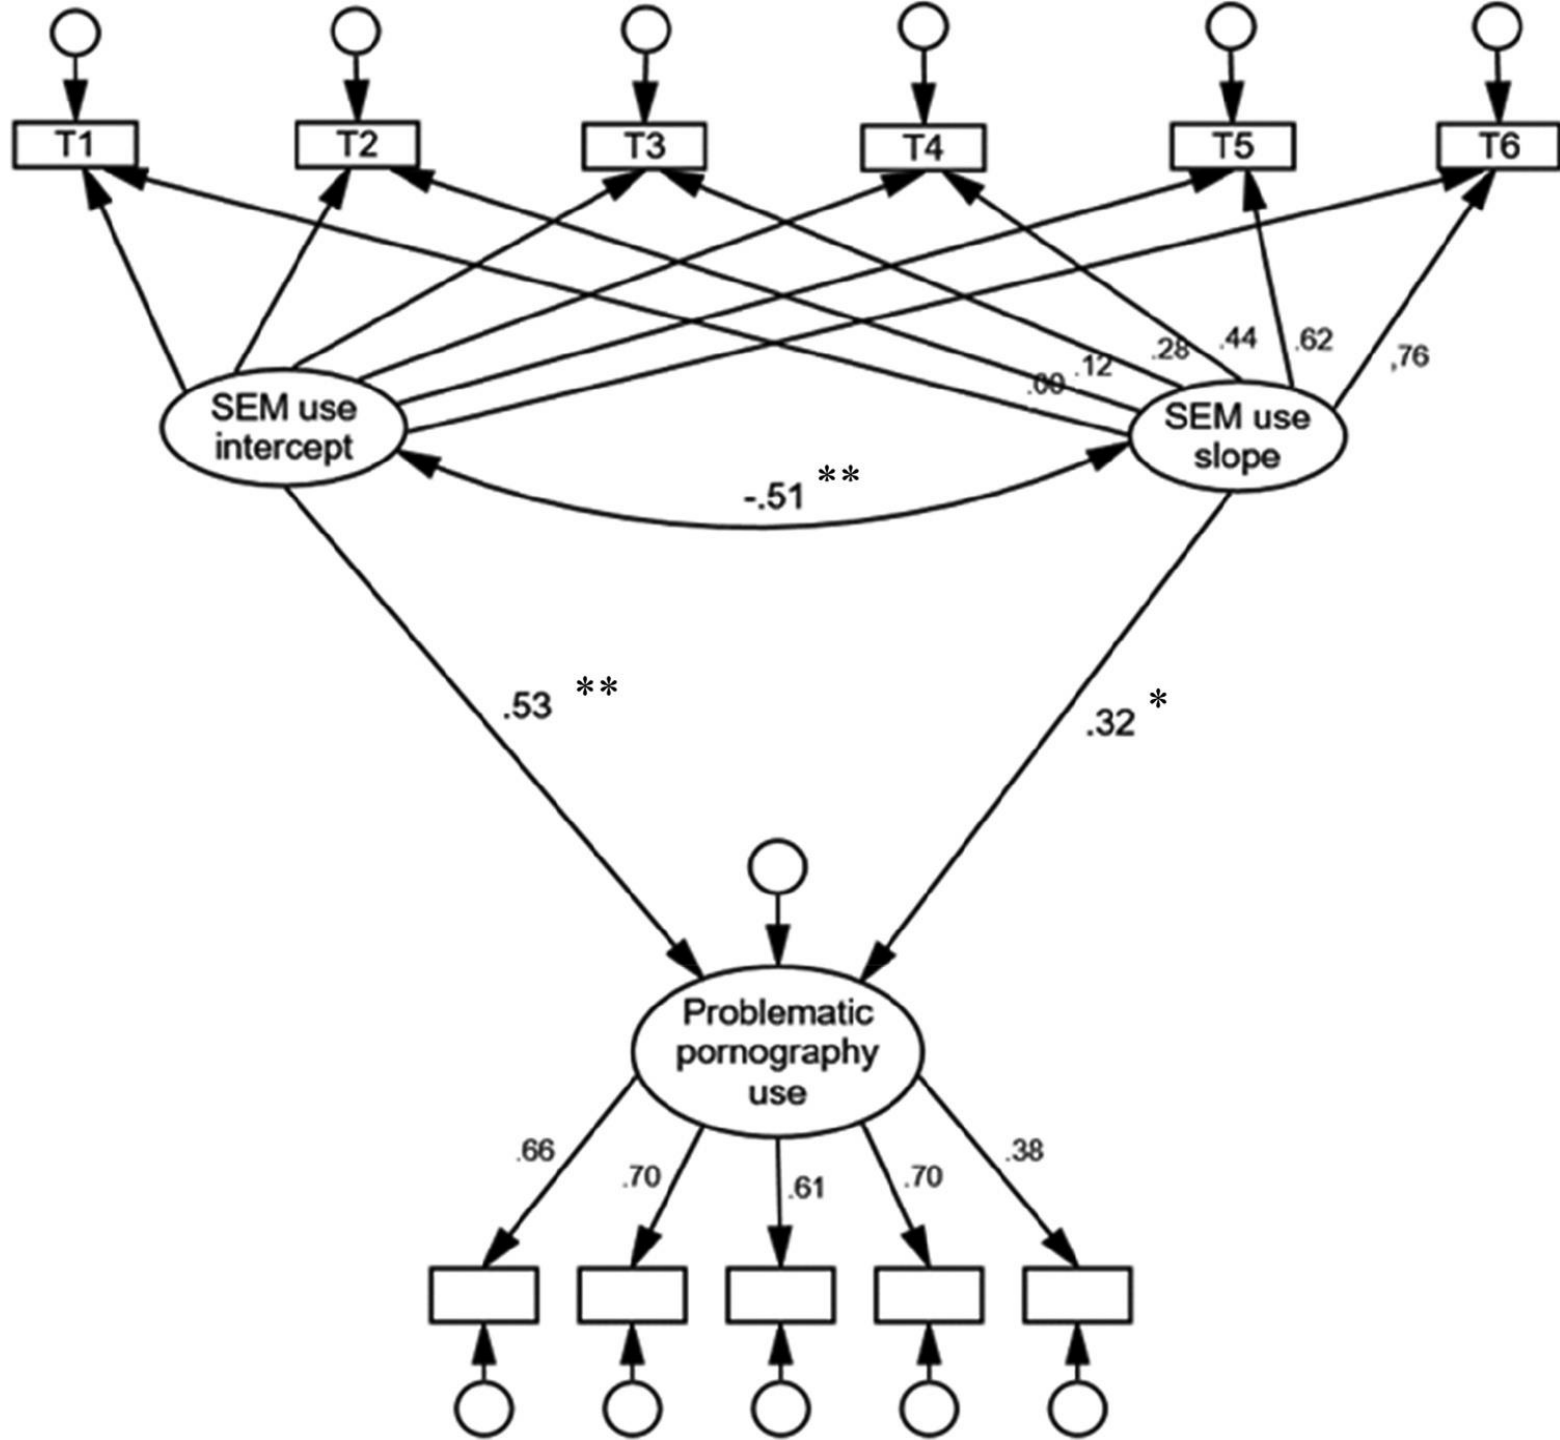 T1
T2
T3
T4
T5
T6
.00
.12
.28
.44
.62
,76
SEM use
intercept
SEM use
slope
-.51 **
.53 **
.32 *
Problematic
pornography
use
.66
.70
.61
.70
.38